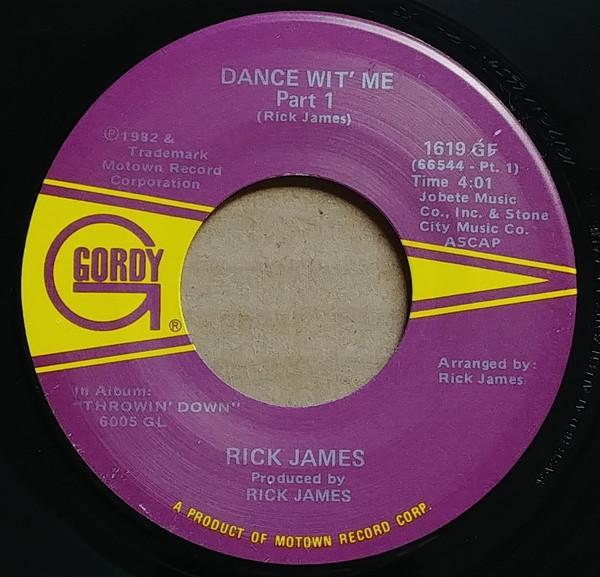 DANCE WIT' ME
Part 1
(Rick James)
℗1982 &
Trademark
Motown Record
Corporation
1619 GF
(66544 - Pt. 1)
Time 4:01
Jobete Music
Co., Inc. & Stone
City Music Co.
ASCAP
GORDY
®
Arranged by:
Rick James
In Album:
"THROWIN' DOWN"
6005 GL
RICK JAMES
Produced by
RICK JAMES
A PRODUCT OF MOTOWN RECORD CORP.